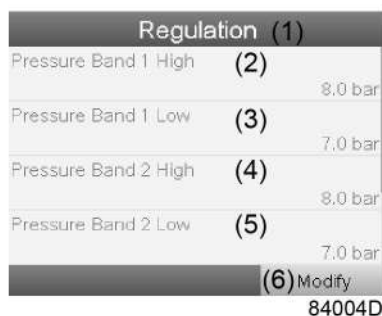 Regulation (1)
Pressure Band 1 High (2)
8.0 bar
Pressure Band 1 Low (3)
7.0 bar
Pressure Band 2 High (4)
8.0 bar
Pressure Band 2 Low (5)
7.0 bar
(6) Modify
84004D